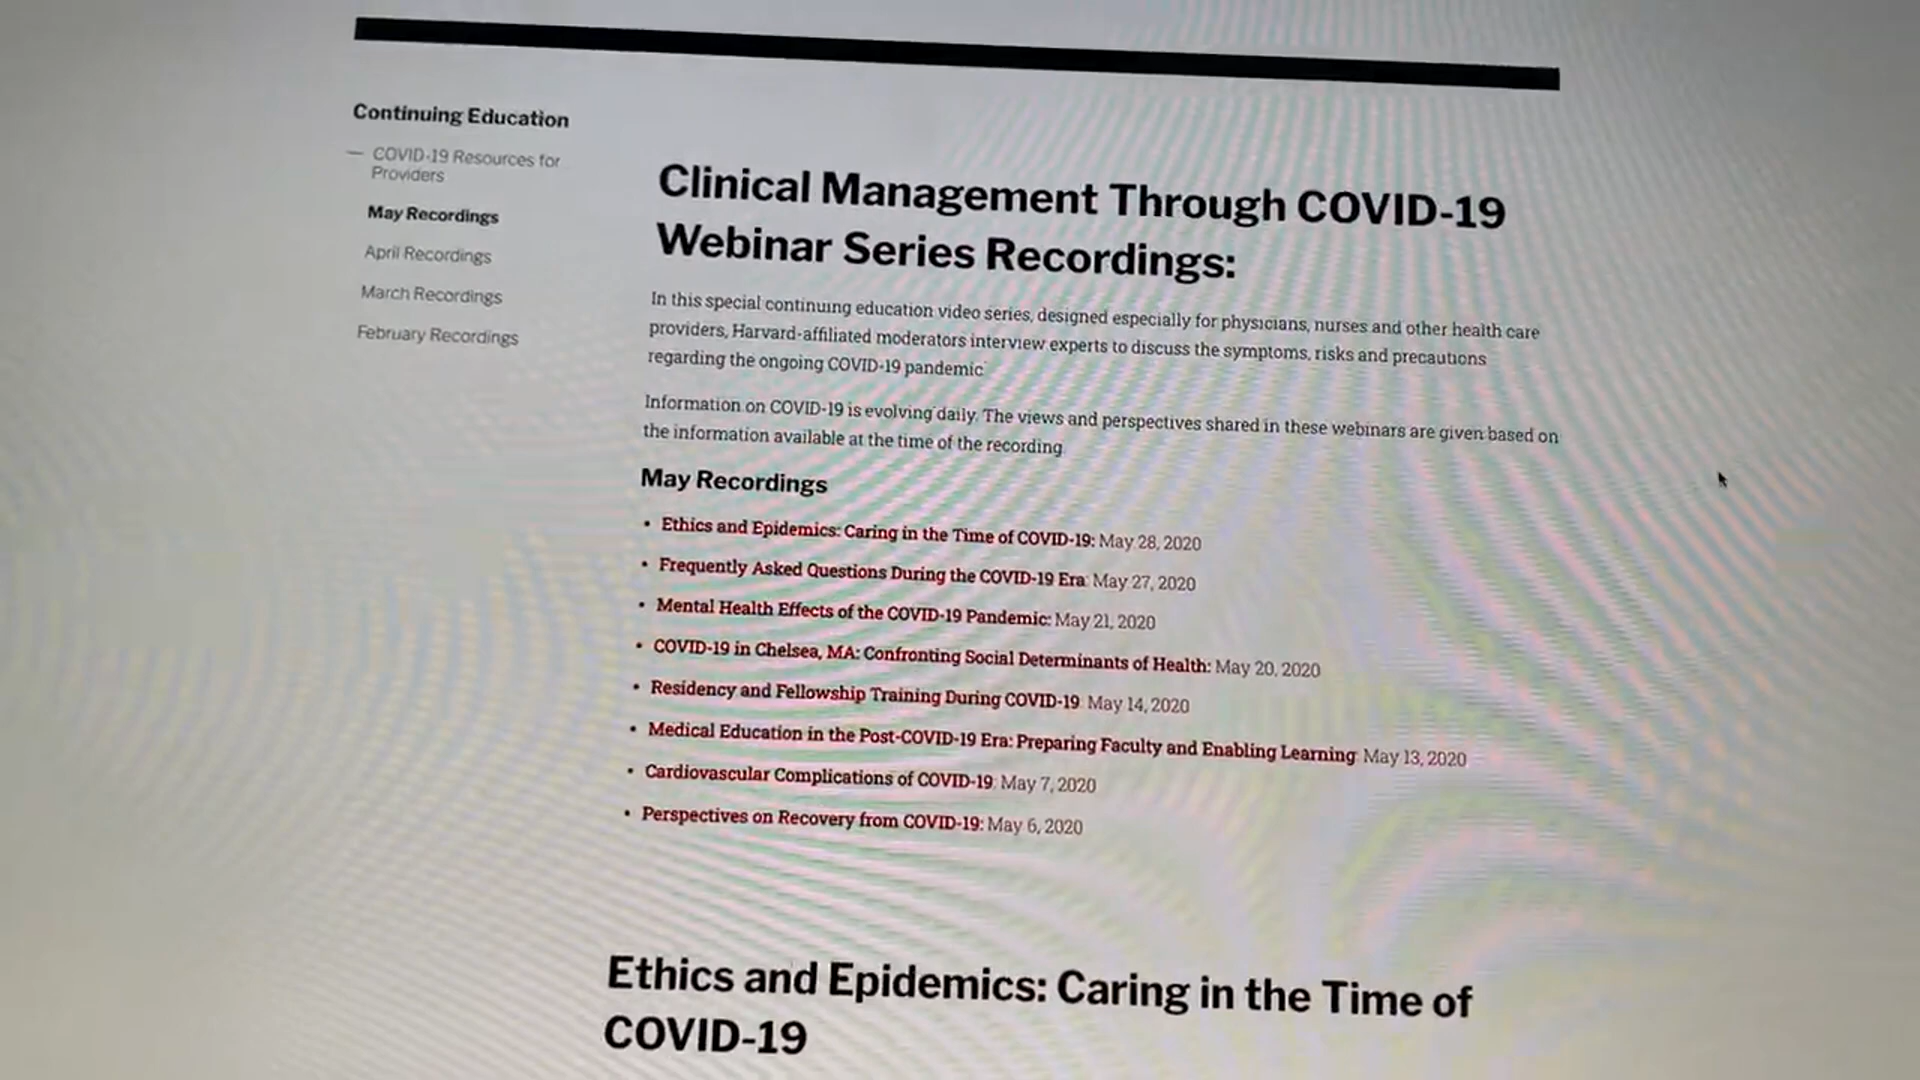 Continuing Education
— COVID-19 Resources for
Providers
May Recordings
April Recordings
March Recordings
February Recordings
Clinical Management Through COVID-19
Webinar Series Recordings:
In this special continuing education video series, designed especially for physicians, nurses and other health care
providers, Harvard-affiliated moderators interview experts to discuss the symptoms, risks and precautions
regarding the ongoing COVID-19 pandemic.
Information on COVID-19 is evolving daily. The views and perspectives shared in these webinars are given based on
the information available at the time of the recording.
May Recordings
• Ethics and Epidemics: Caring in the Time of COVID-19: May 28, 2020
• Frequently Asked Questions During the COVID-19 Era: May 27, 2020
• Mental Health Effects of the COVID-19 Pandemic: May 21, 2020
• COVID-19 in Chelsea, MA: Confronting Social Determinants of Health: May 20, 2020
• Residency and Fellowship Training During COVID-19: May 14, 2020
• Medical Education in the Post-COVID-19 Era: Preparing Faculty and Enabling Learning: May 13, 2020
• Cardiovascular Complications of COVID-19: May 7, 2020
• Perspectives on Recovery from COVID-19: May 6, 2020
Ethics and Epidemics: Caring in the Time of
COVID-19